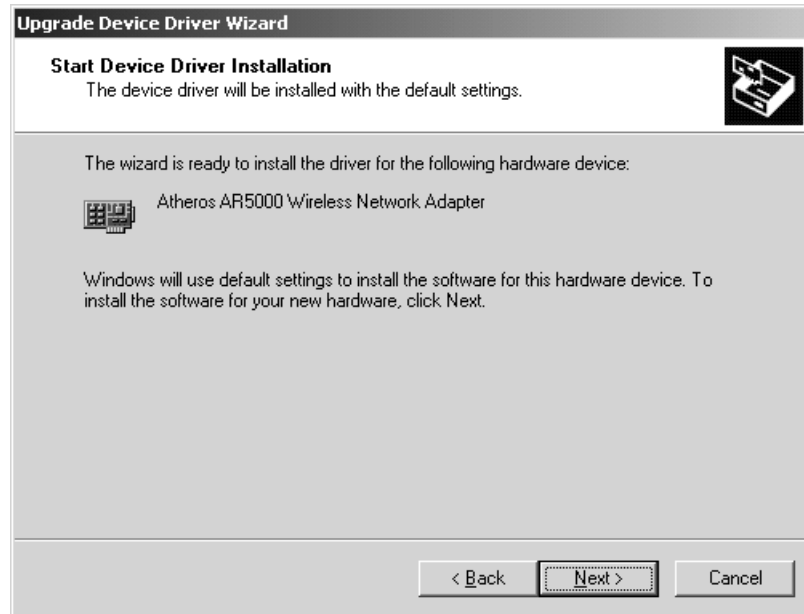 Upgrade Device Driver Wizard
Start Device Driver Installation
The device driver will be installed with the default settings.
The wizard is ready to install the driver for the following hardware device:
Atheros AR5000 Wireless Network Adapter
Windows will use default settings to install the software for this hardware device. To
install the software for your new hardware, click Next.
< Back Next > Cancel